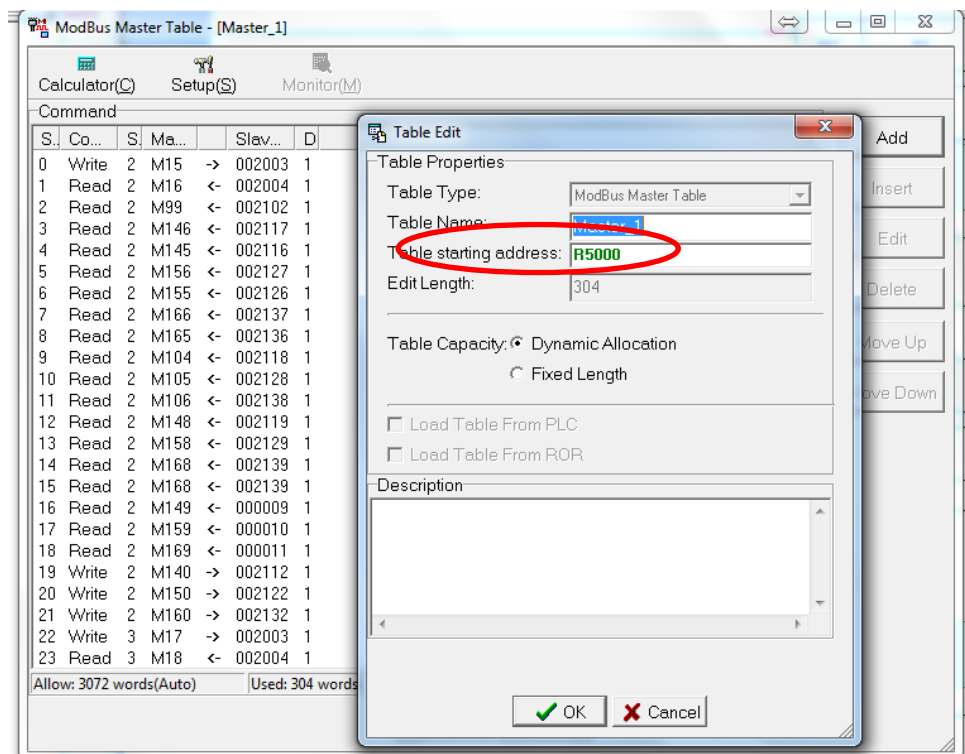 ModBus Master Table - [Master_1]
Calculator(C) Setup(S) Monitor(M)
Command
S.. Co... S. Ma... Slav... D
0 Write 2 M15 -> 002003 1
1 Read 2 M16 <- 002004 1
2 Read 2 M99 <- 002102 1
3 Read 2 M146 <- 002117 1
4 Read 2 M145 <- 002116 1
5 Read 2 M156 <- 002127 1
6 Read 2 M155 <- 002126 1
7 Read 2 M166 <- 002137 1
8 Read 2 M165 <- 002136 1
9 Read 2 M104 <- 002118 1
10 Read 2 M105 <- 002128 1
11 Read 2 M106 <- 002138 1
12 Read 2 M148 <- 002119 1
13 Read 2 M158 <- 002129 1
14 Read 2 M168 <- 002139 1
15 Read 2 M168 <- 002139 1
16 Read 2 M149 <- 000009 1
17 Read 2 M159 <- 000010 1
18 Read 2 M169 <- 000011 1
19 Write 2 M140 -> 002112 1
20 Write 2 M150 -> 002122 1
21 Write 2 M160 -> 002132 1
22 Write 3 M17 -> 002003 1
23 Read 3 M18 <- 002004 1
Allow: 3072 words(Auto) Used: 304 words
Table Edit
Table Properties
Table Type: ModBus Master Table
Table Name: Master_1
Table starting address: R5000
Edit Length: 304
Table Capacity: Dynamic Allocation
Fixed Length
Load Table From PLC
Load Table From ROR
Description
OK Cancel
Add
Insert
Edit
Delete
Move Up
ove Down